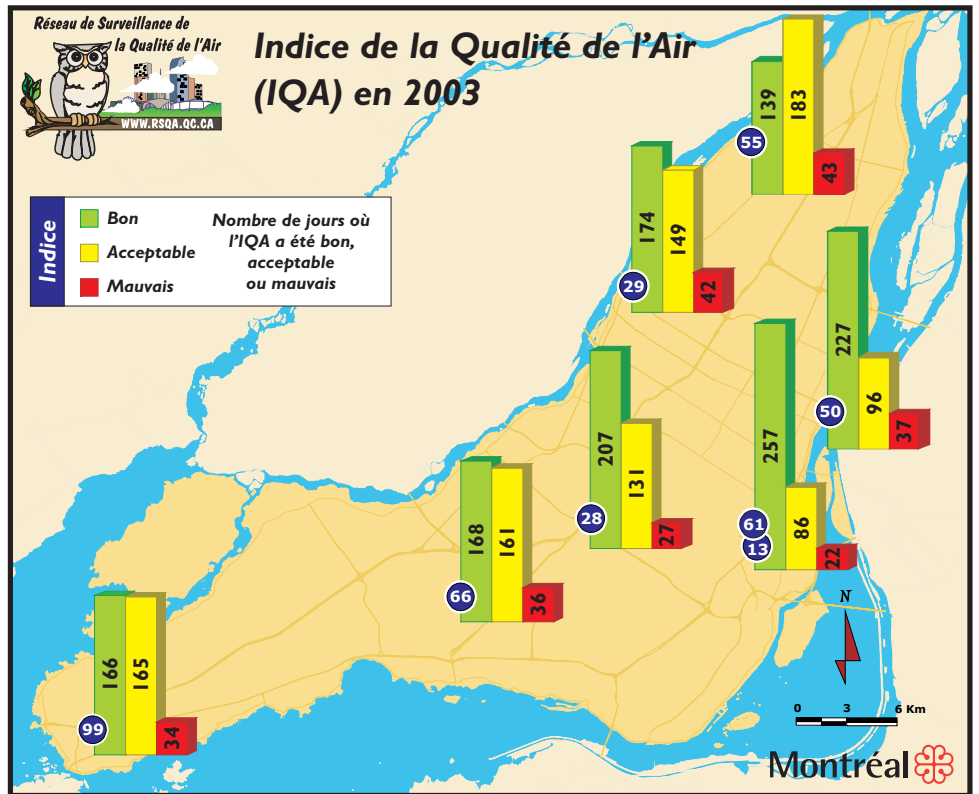 Réseau de Surveillance de
la Qualité de l'Air
WWW.RSQA.QC.CA
Indice de la Qualité de l'Air
(IQA) en 2003
Indice
Bon
Acceptable
Mauvais
Nombre de jours où
l'IQA a été bon,
acceptable
ou mauvais
55
139
183
43
29
174
149
42
50
227
96
37
28
207
131
27
61
13
257
86
22
66
168
161
36
99
166
165
34
N
0 3 6 Km
Montréal